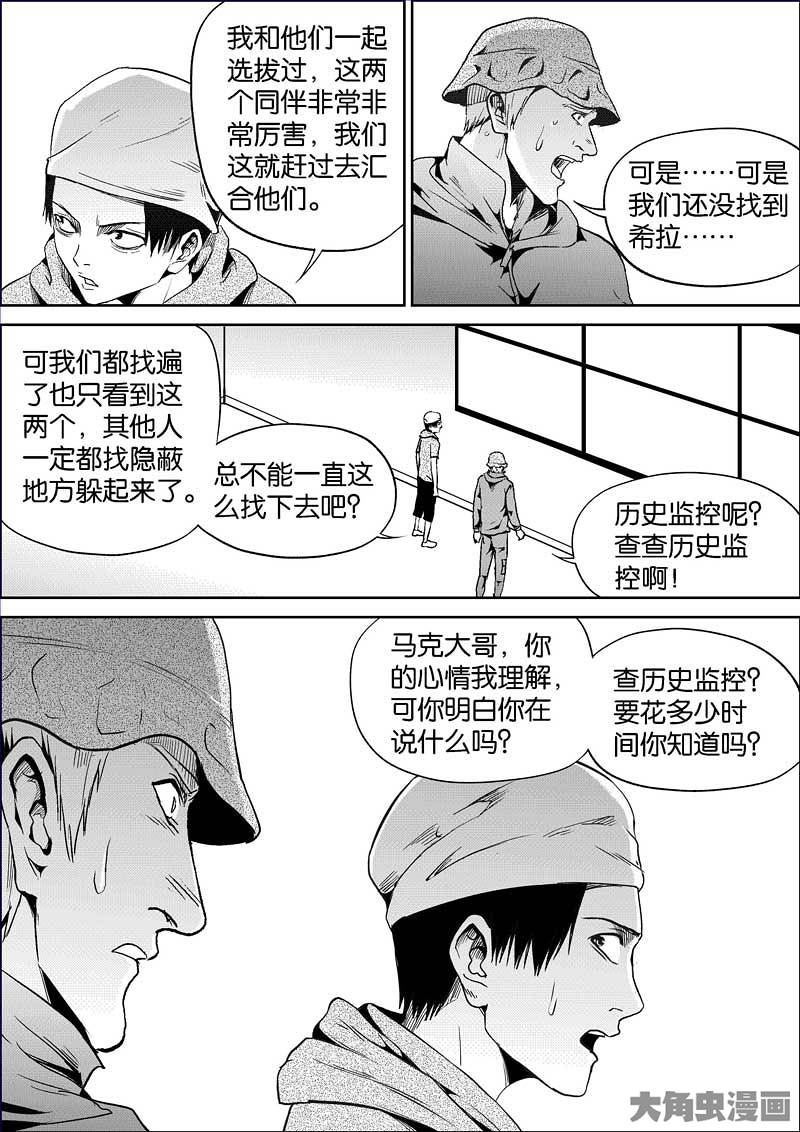 我和他们一起
选拔过，这两
个同伴非常非
常厉害，我们
这就赶过去汇
合他们。
可是……可是
我们还没找到
希拉……
可我们都找遍
了也只看到这
两个，其他人
一定都找隐蔽
地方躲起来了。
总不能一直这
么找下去吧？
历史监控呢？
查查历史监
控啊！
马克大哥，你
的心情我理解，
可你明白你在
说什么吗？
查历史监控？
要花多少时
间你知道吗？
大角虫漫画